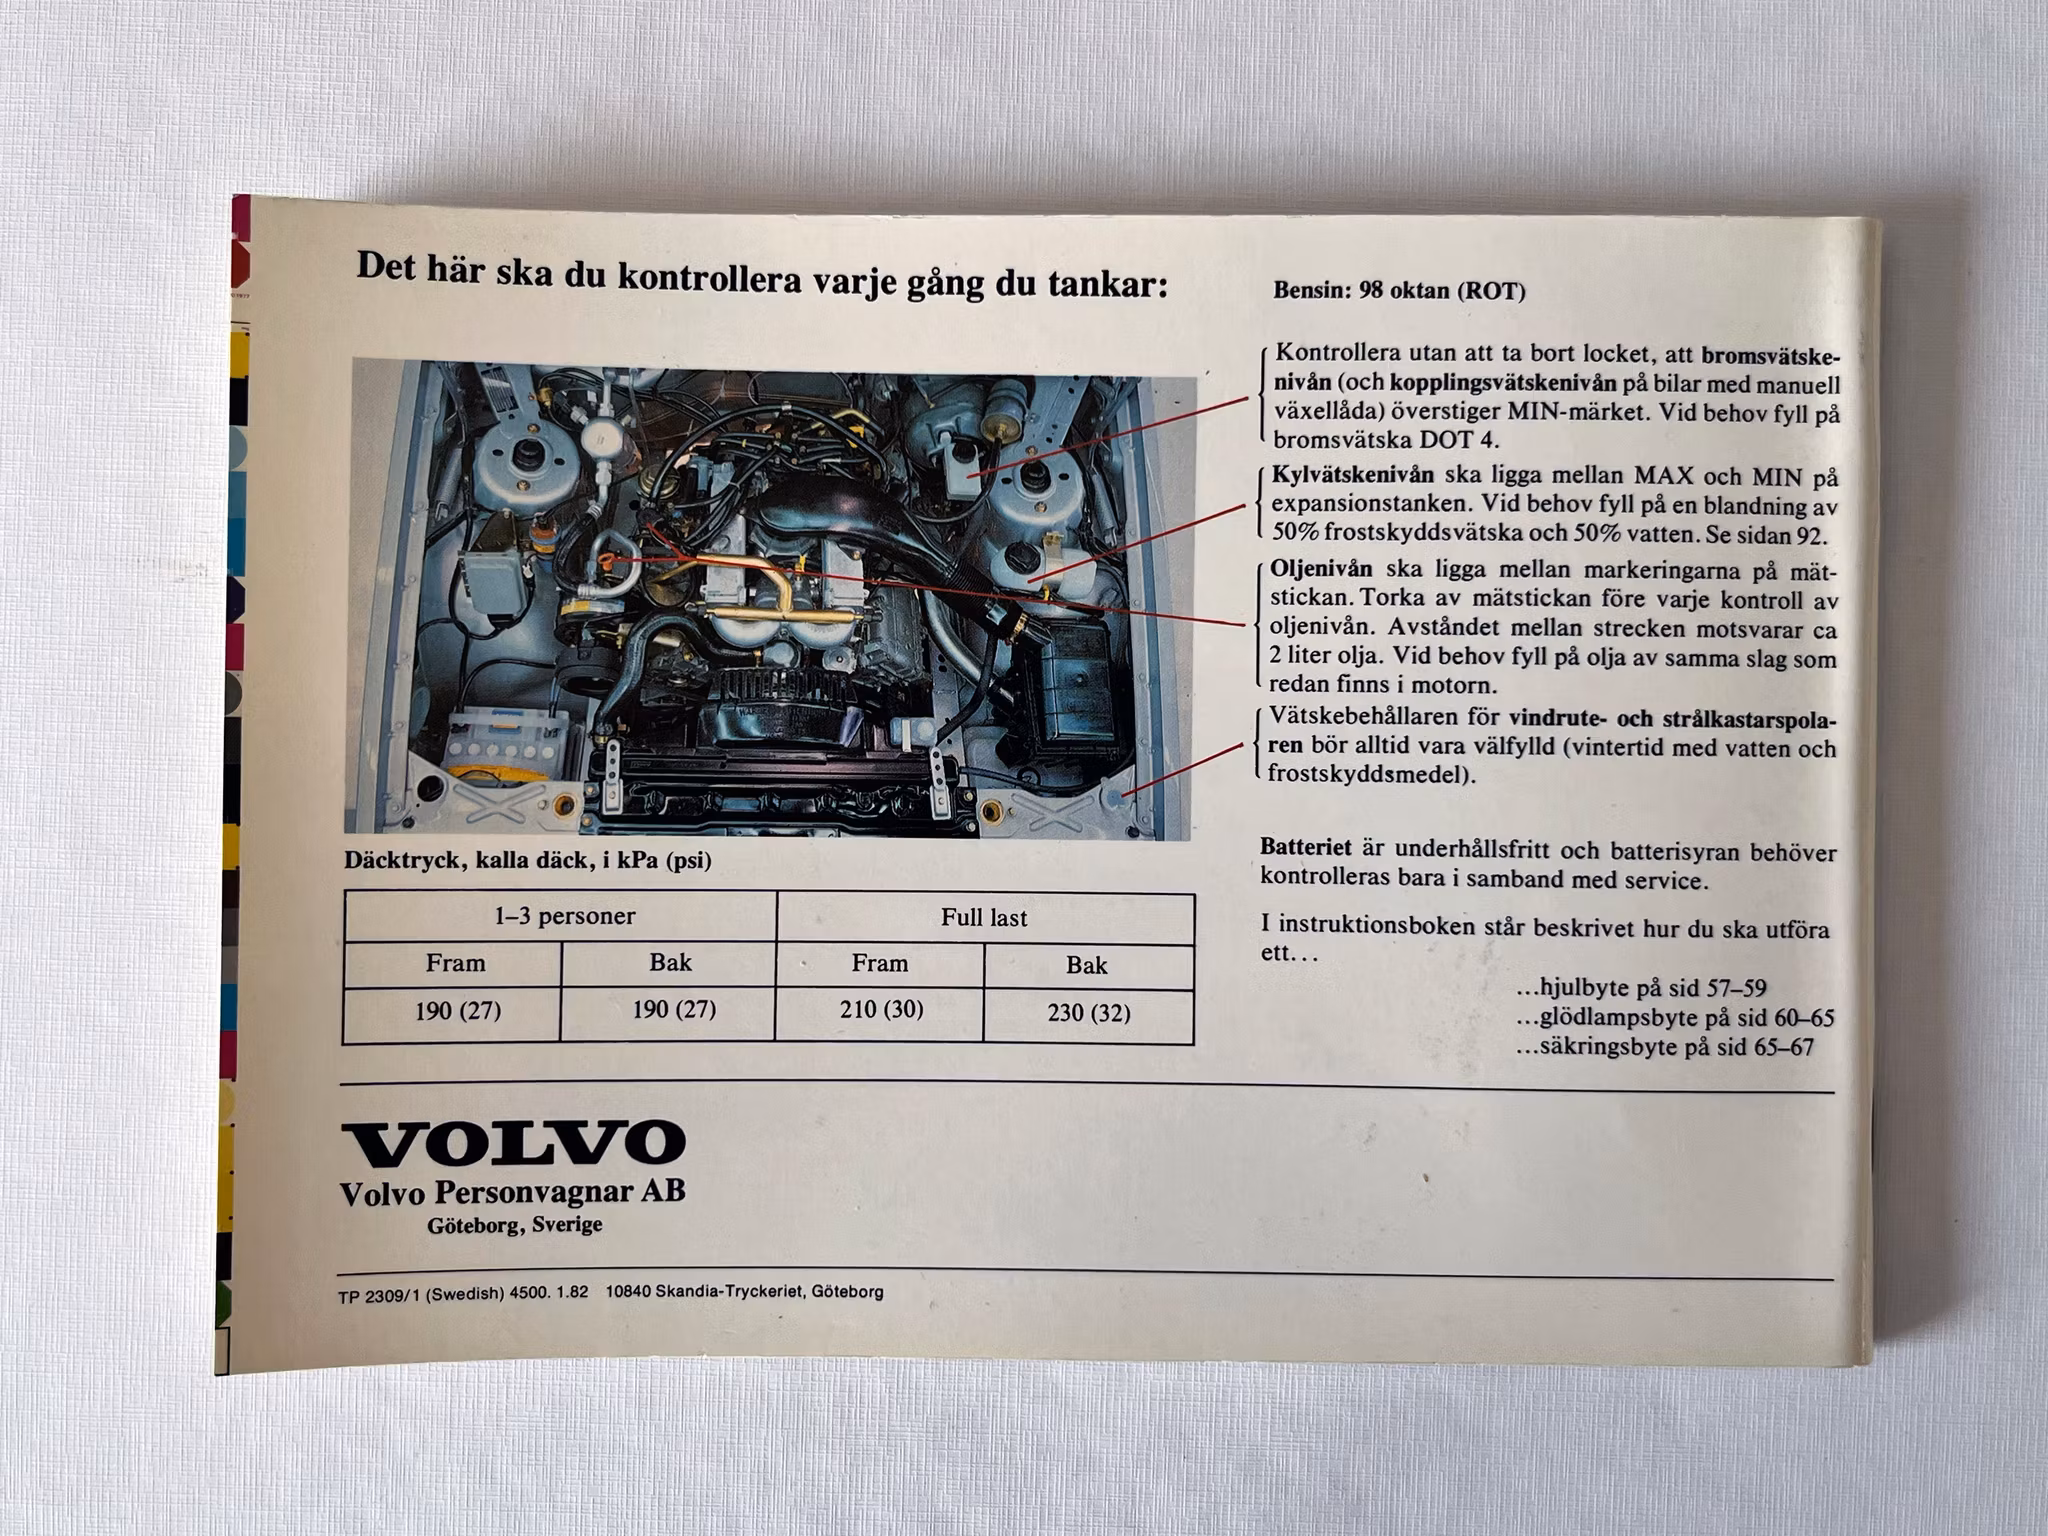 Det här ska du kontrollera varje gång du tankar:
Bensin: 98 oktan (ROT)
Kontrollera utan att ta bort locket, att bromsvätske-
nivån (och kopplingsvätskenivån på bilar med manuell
växellåda) överstiger MIN-märket. Vid behov fyll på
bromsvätska DOT 4.
Kylvätskenivån ska ligga mellan MAX och MIN på
expansionstanken. Vid behov fyll på en blandning av
50% frostskyddsvätska och 50% vatten. Se sidan 92.
Oljenivån ska ligga mellan markeringarna på mät-
stickan. Torka av mätstickan före varje kontroll av
oljenivån. Avståndet mellan strecken motsvarar ca
2 liter olja. Vid behov fyll på olja av samma slag som
redan finns i motorn.
Vätskebehållaren för vindrute- och strålkastarspola-
ren bör alltid vara välfylld (vintertid med vatten och
frostskyddsmedel).
Batteriet är underhållsfritt och batterisyran behöver
kontrolleras bara i samband med service.
I instruktionsboken står beskrivet hur du ska utföra
ett...
...hjulbyte på sid 57–59
...glödlampsbyte på sid 60–65
...säkringsbyte på sid 65–67
Däcktryck, kalla däck, i kPa (psi)
1–3 personer Full last
Fram Bak Fram Bak
190 (27) 190 (27) 210 (30) 230 (32)
VOLVO
Volvo Personvagnar AB
Göteborg, Sverige
TP 2309/1 (Swedish) 4500. 1.82 10840 Skandia-Tryckeriet, Göteborg